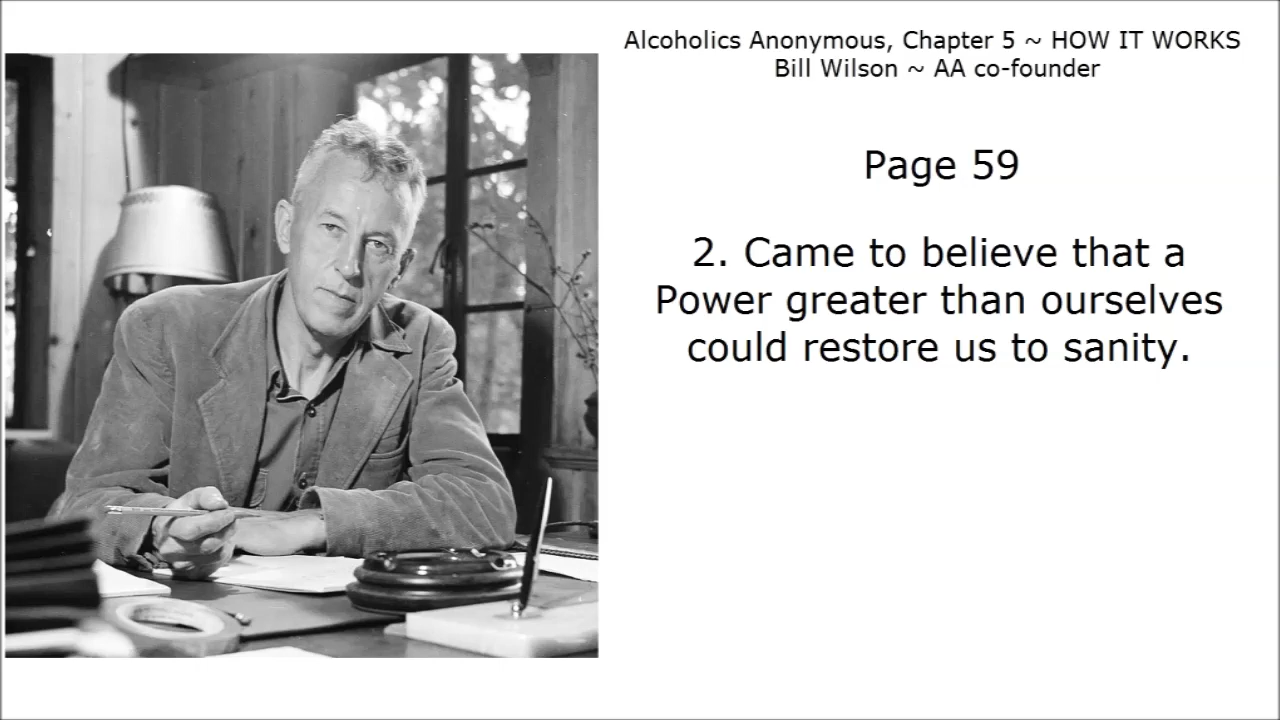 Alcoholics Anonymous, Chapter 5 ~ HOW IT WORKS
Bill Wilson ~ AA co-founder
Page 59
2. Came to believe that a
Power greater than ourselves
could restore us to sanity.